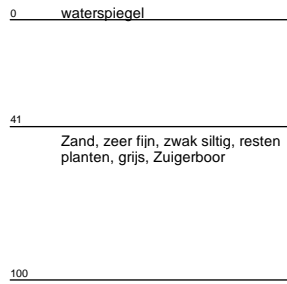 0 waterspiegel
41
Zand, zeer fijn, zwak siltig, resten
planten, grijs, Zuigerboor
100